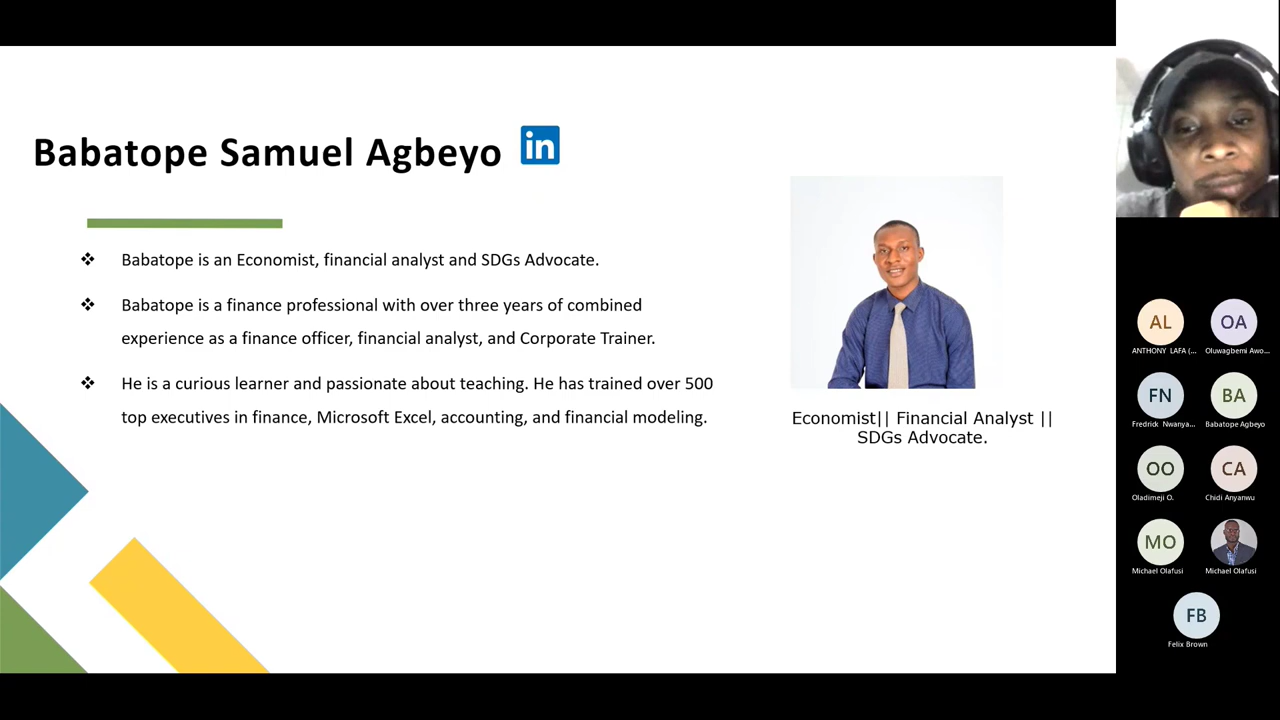 Babatope Samuel Agbeyo in
❖ Babatope is an Economist, financial analyst and SDGs Advocate.
❖ Babatope is a finance professional with over three years of combined
experience as a finance officer, financial analyst, and Corporate Trainer.
❖ He is a curious learner and passionate about teaching. He has trained over 500
top executives in finance, Microsoft Excel, accounting, and financial modeling.
Economist|| Financial Analyst ||
SDGs Advocate.
AL
OA
ANTHONY LAFA (...
Oluwagbemi Awo...
FN
BA
Fredrick Nwanya...
Babatope Agbeyo
OO
CA
Oladimeji O.
Chidi Anyanwu
MO
Michael Olafusi
Michael Olafusi
FB
Felix Brown